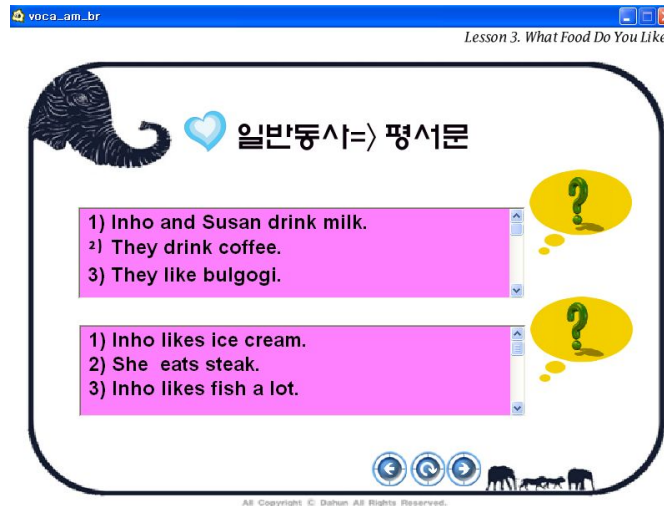 voca_am_br
Lesson 3. What Food Do You Like
일반동사=> 평서문
1) Inho and Susan drink milk.
2) They drink coffee.
3) They like bulgogi.
1) Inho likes ice cream.
2) She eats steak.
3) Inho likes fish a lot.
All Copyright © Dahun All Rights Reserved.